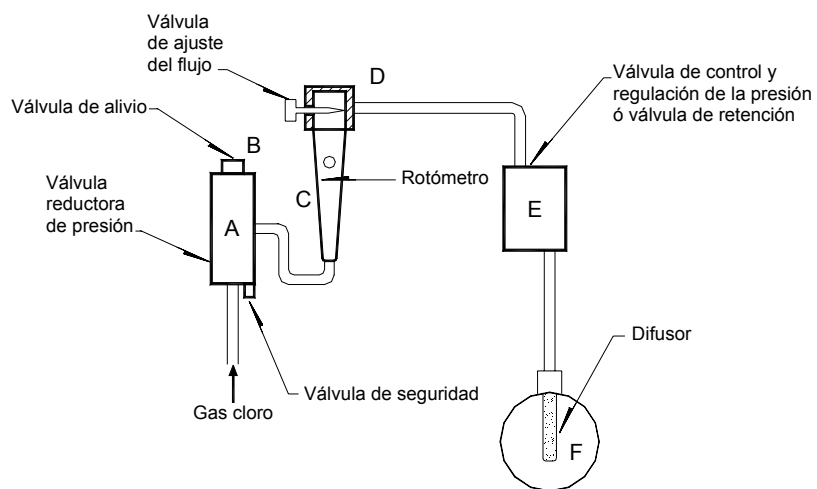 Válvula
de ajuste
del flujo
D
Válvula de control y
regulación de la presión
ó válvula de retención
Válvula de alivio
B
Válvula
reductora
de presión
A
C
Rotómetro
E
Difusor
Válvula de seguridad
Gas cloro
F